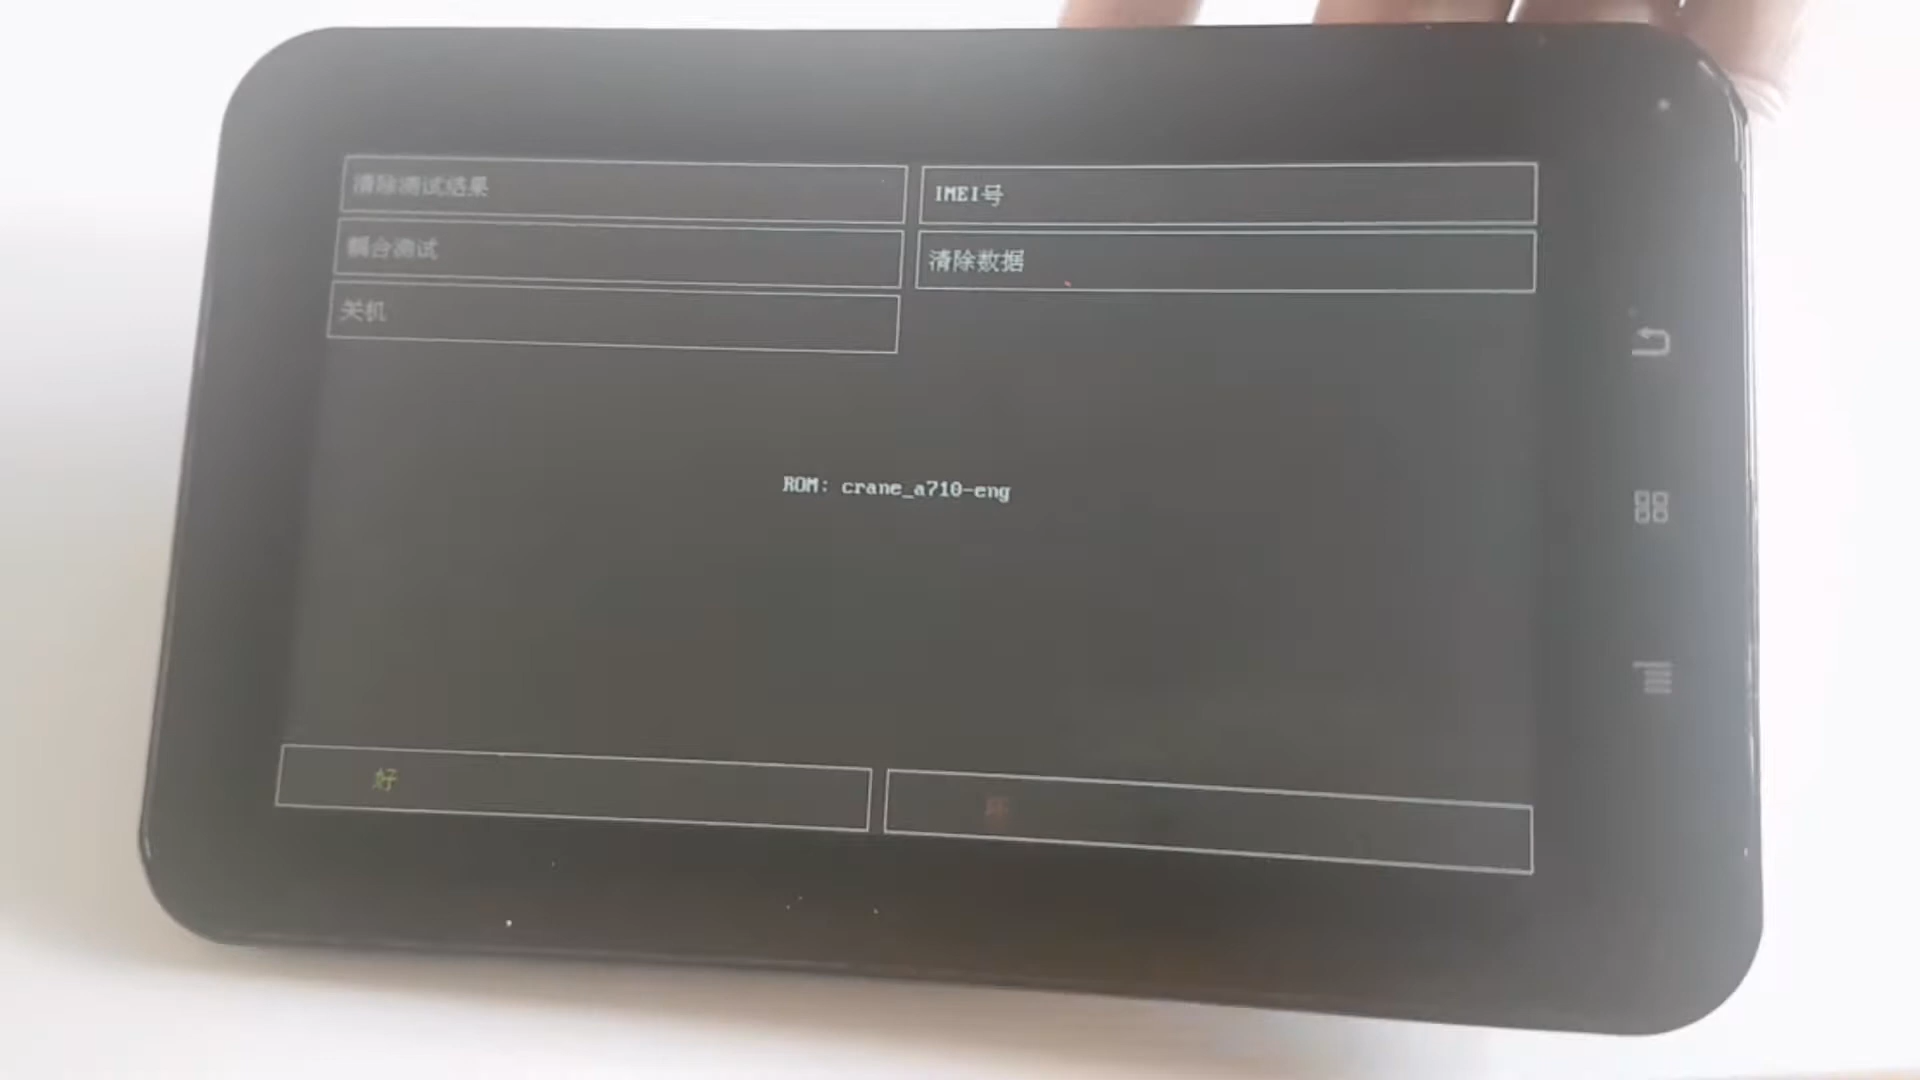 清除测试结果
IMEI号
耦合测试
清除数据
关机
ROM: crane_a710-eng
好
坏